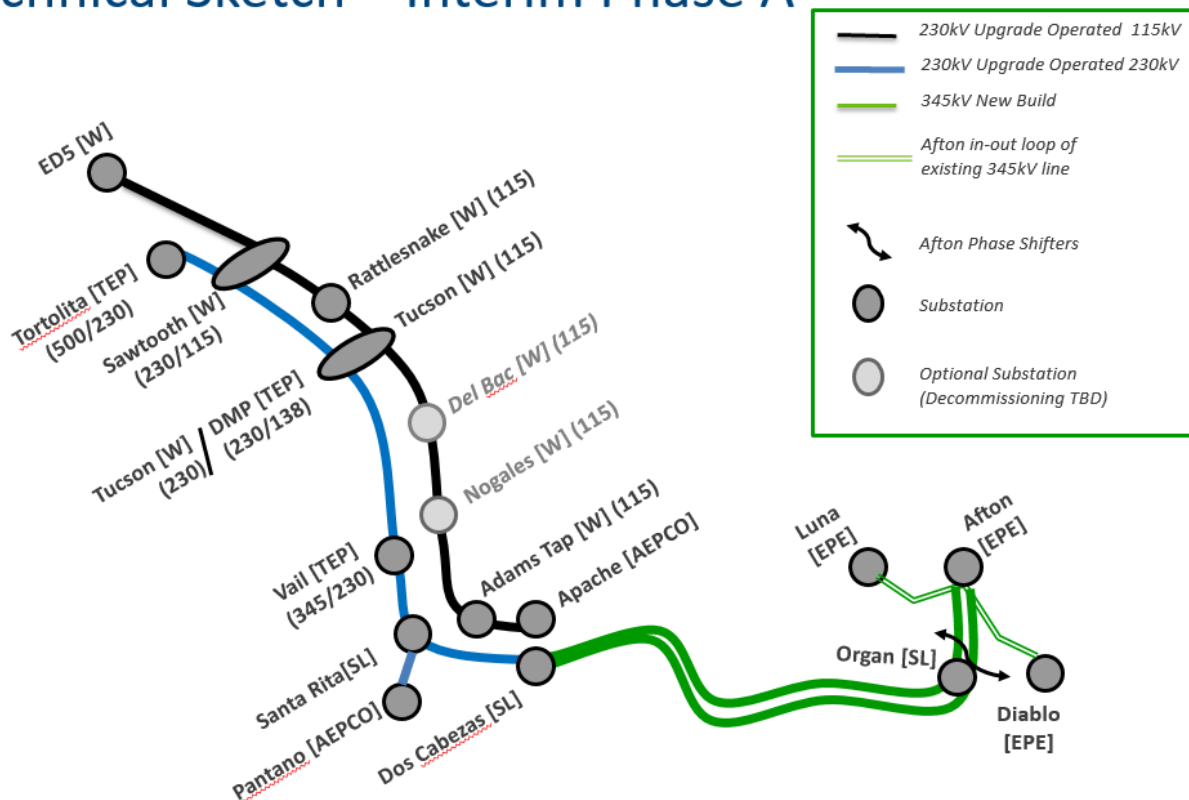 Technical Sketch – Interim Phase A
230kV Upgrade Operated 115kV
230kV Upgrade Operated 230kV
345kV New Build
Afton in-out loop of
existing 345kV line
Afton Phase Shifters
Substation
Optional Substation
(Decommissioning TBD)
ED5 [W]
Tortolita [TEP]
(500/230)
Sawtooth [W]
(230/115)
Rattlesnake [W] (115)
Tucson [W] (115)
Tucson [W]
(230)
DMP [TEP]
(230/138)
Del Bac [W] (115)
Nogales [W] (115)
Adams Tap [W] (115)
Apache [AEPCO]
Vail [TEP]
(345/230)
Santa Rita[SL]
Pantano [AEPCO]
Dos Cabezas [SL]
Luna
[EPE]
Afton
[EPE]
Organ [SL]
Diablo
[EPE]